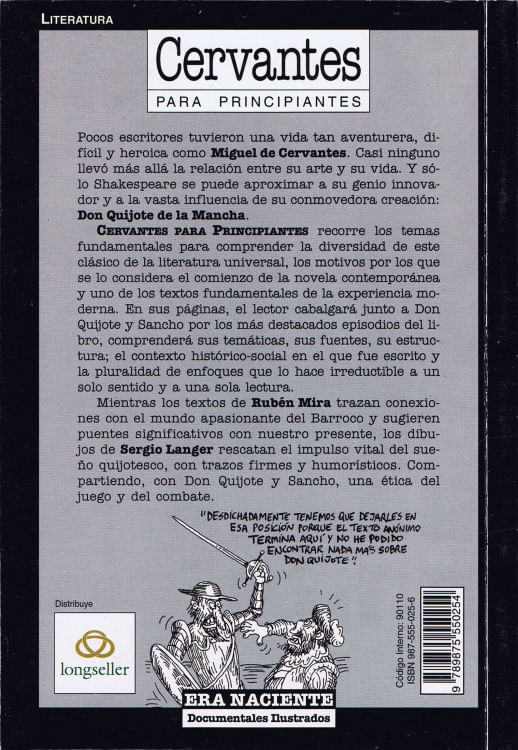 LITERATURA
Cervantes
PARA PRINCIPIANTES
Pocos escritores tuvieron una vida tan aventurera, di-
fícil y heroica como Miguel de Cervantes. Casi ninguno
llevó más allá la relación entre su arte y su vida. Y só-
lo Shakespeare se puede aproximar a su genio innova-
dor y a la vasta influencia de su conmovedora creación:
Don Quijote de la Mancha.
CERVANTES PARA PRINCIPIANTES recorre los temas
fundamentales para comprender la diversidad de este
clásico de la literatura universal, los motivos por los que
se lo considera el comienzo de la novela contemporánea
y uno de los textos fundamentales de la experiencia mo-
derna. En sus páginas, el lector cabalgará junto a Don
Quijote y Sancho por los más destacados episodios del li-
bro, comprenderá sus temáticas, sus fuentes, su estruc-
tura; el contexto histórico-social en el que fue escrito y
la pluralidad de enfoques que lo hace irreductible a un
solo sentido y a una sola lectura.
Mientras los textos de Rubén Mira trazan conexio-
nes con el mundo apasionante del Barroco y sugieren
puentes significativos con nuestro presente, los dibu-
jos de Sergio Langer rescatan el impulso vital del sue-
ño quijotesco, con trazos firmes y humorísticos. Com-
partiendo, con Don Quijote y Sancho, una ética del
juego y del combate.
"DESDICHADAMENTE TENEMOS QUE DEJARLES EN
ESA POSICIÓN PORQUE EL TEXTO ANÓNIMO
TERMINA AQUÍ Y NO HE PODIDO
ENCONTRAR NADA MAS SOBRE
DON QUIJOTE".
Distribuye
longseller
ERA NACIENTE
Documentales Ilustrados
Código Interno: 90110
ISBN 987-555-025-6
9 789875 550254